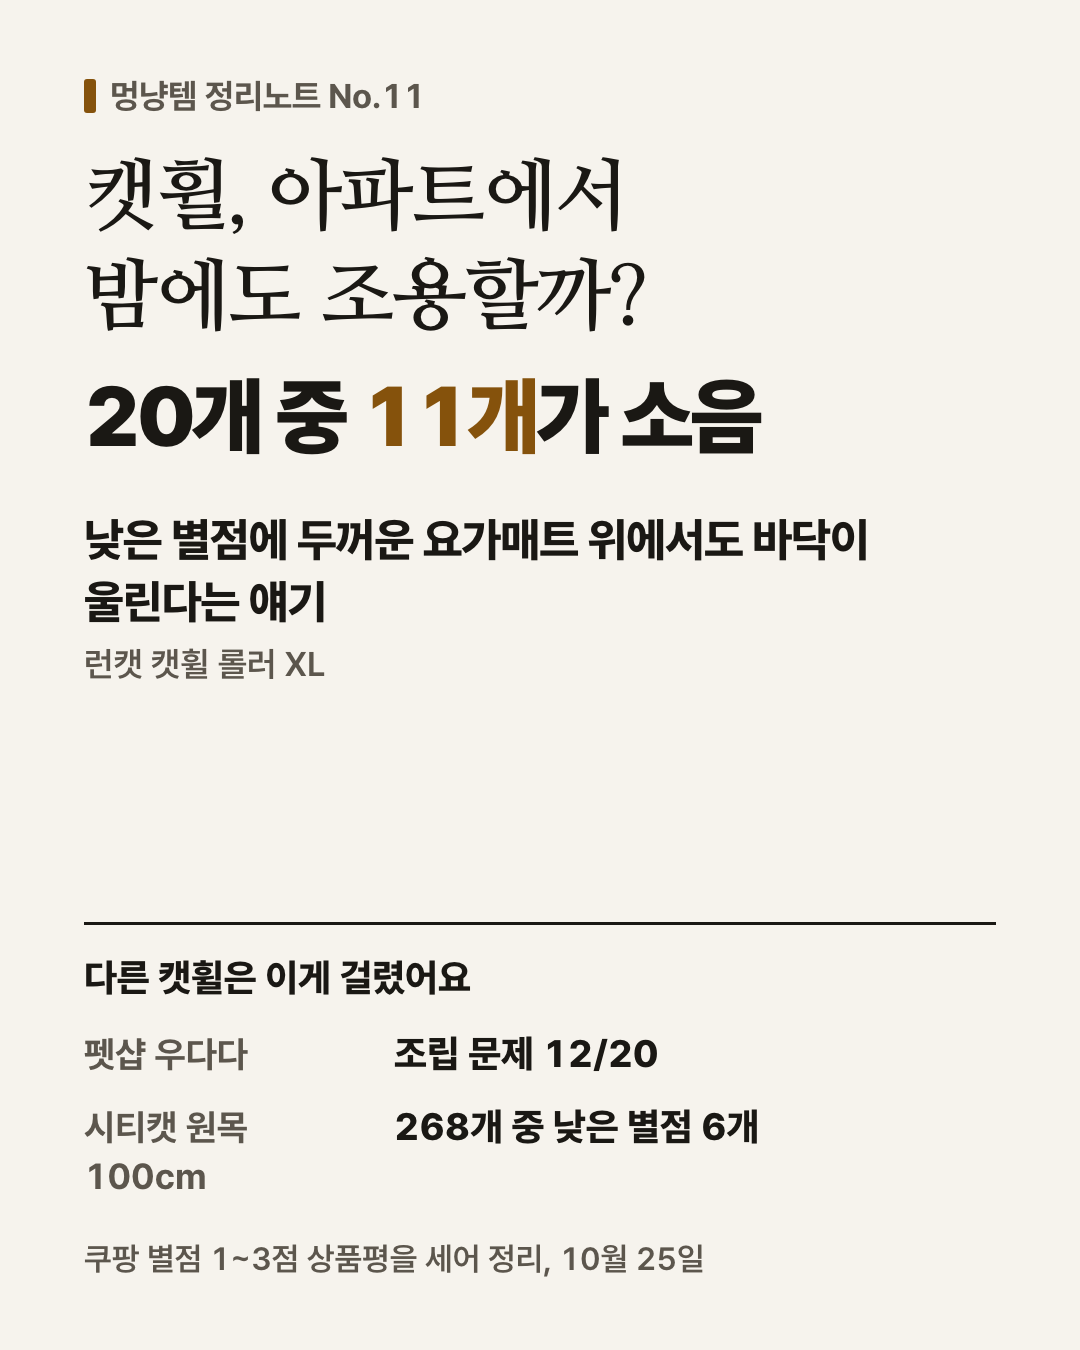 멍냥템 정리노트 No.11
캣휠, 아파트에서
밤에도 조용할까?
20개 중 11개가 소음
낮은 별점에 두꺼운 요가매트 위에서도 바닥이
울린다는 얘기
런캣 캣휠 롤러 XL
다른 캣휠은 이게 걸렸어요
펫샵 우다다 조립 문제 12/20
시티캣 원목 268개 중 낮은 별점 6개
100cm
쿠팡 별점 1~3점 상품평을 세어 정리, 10월 25일